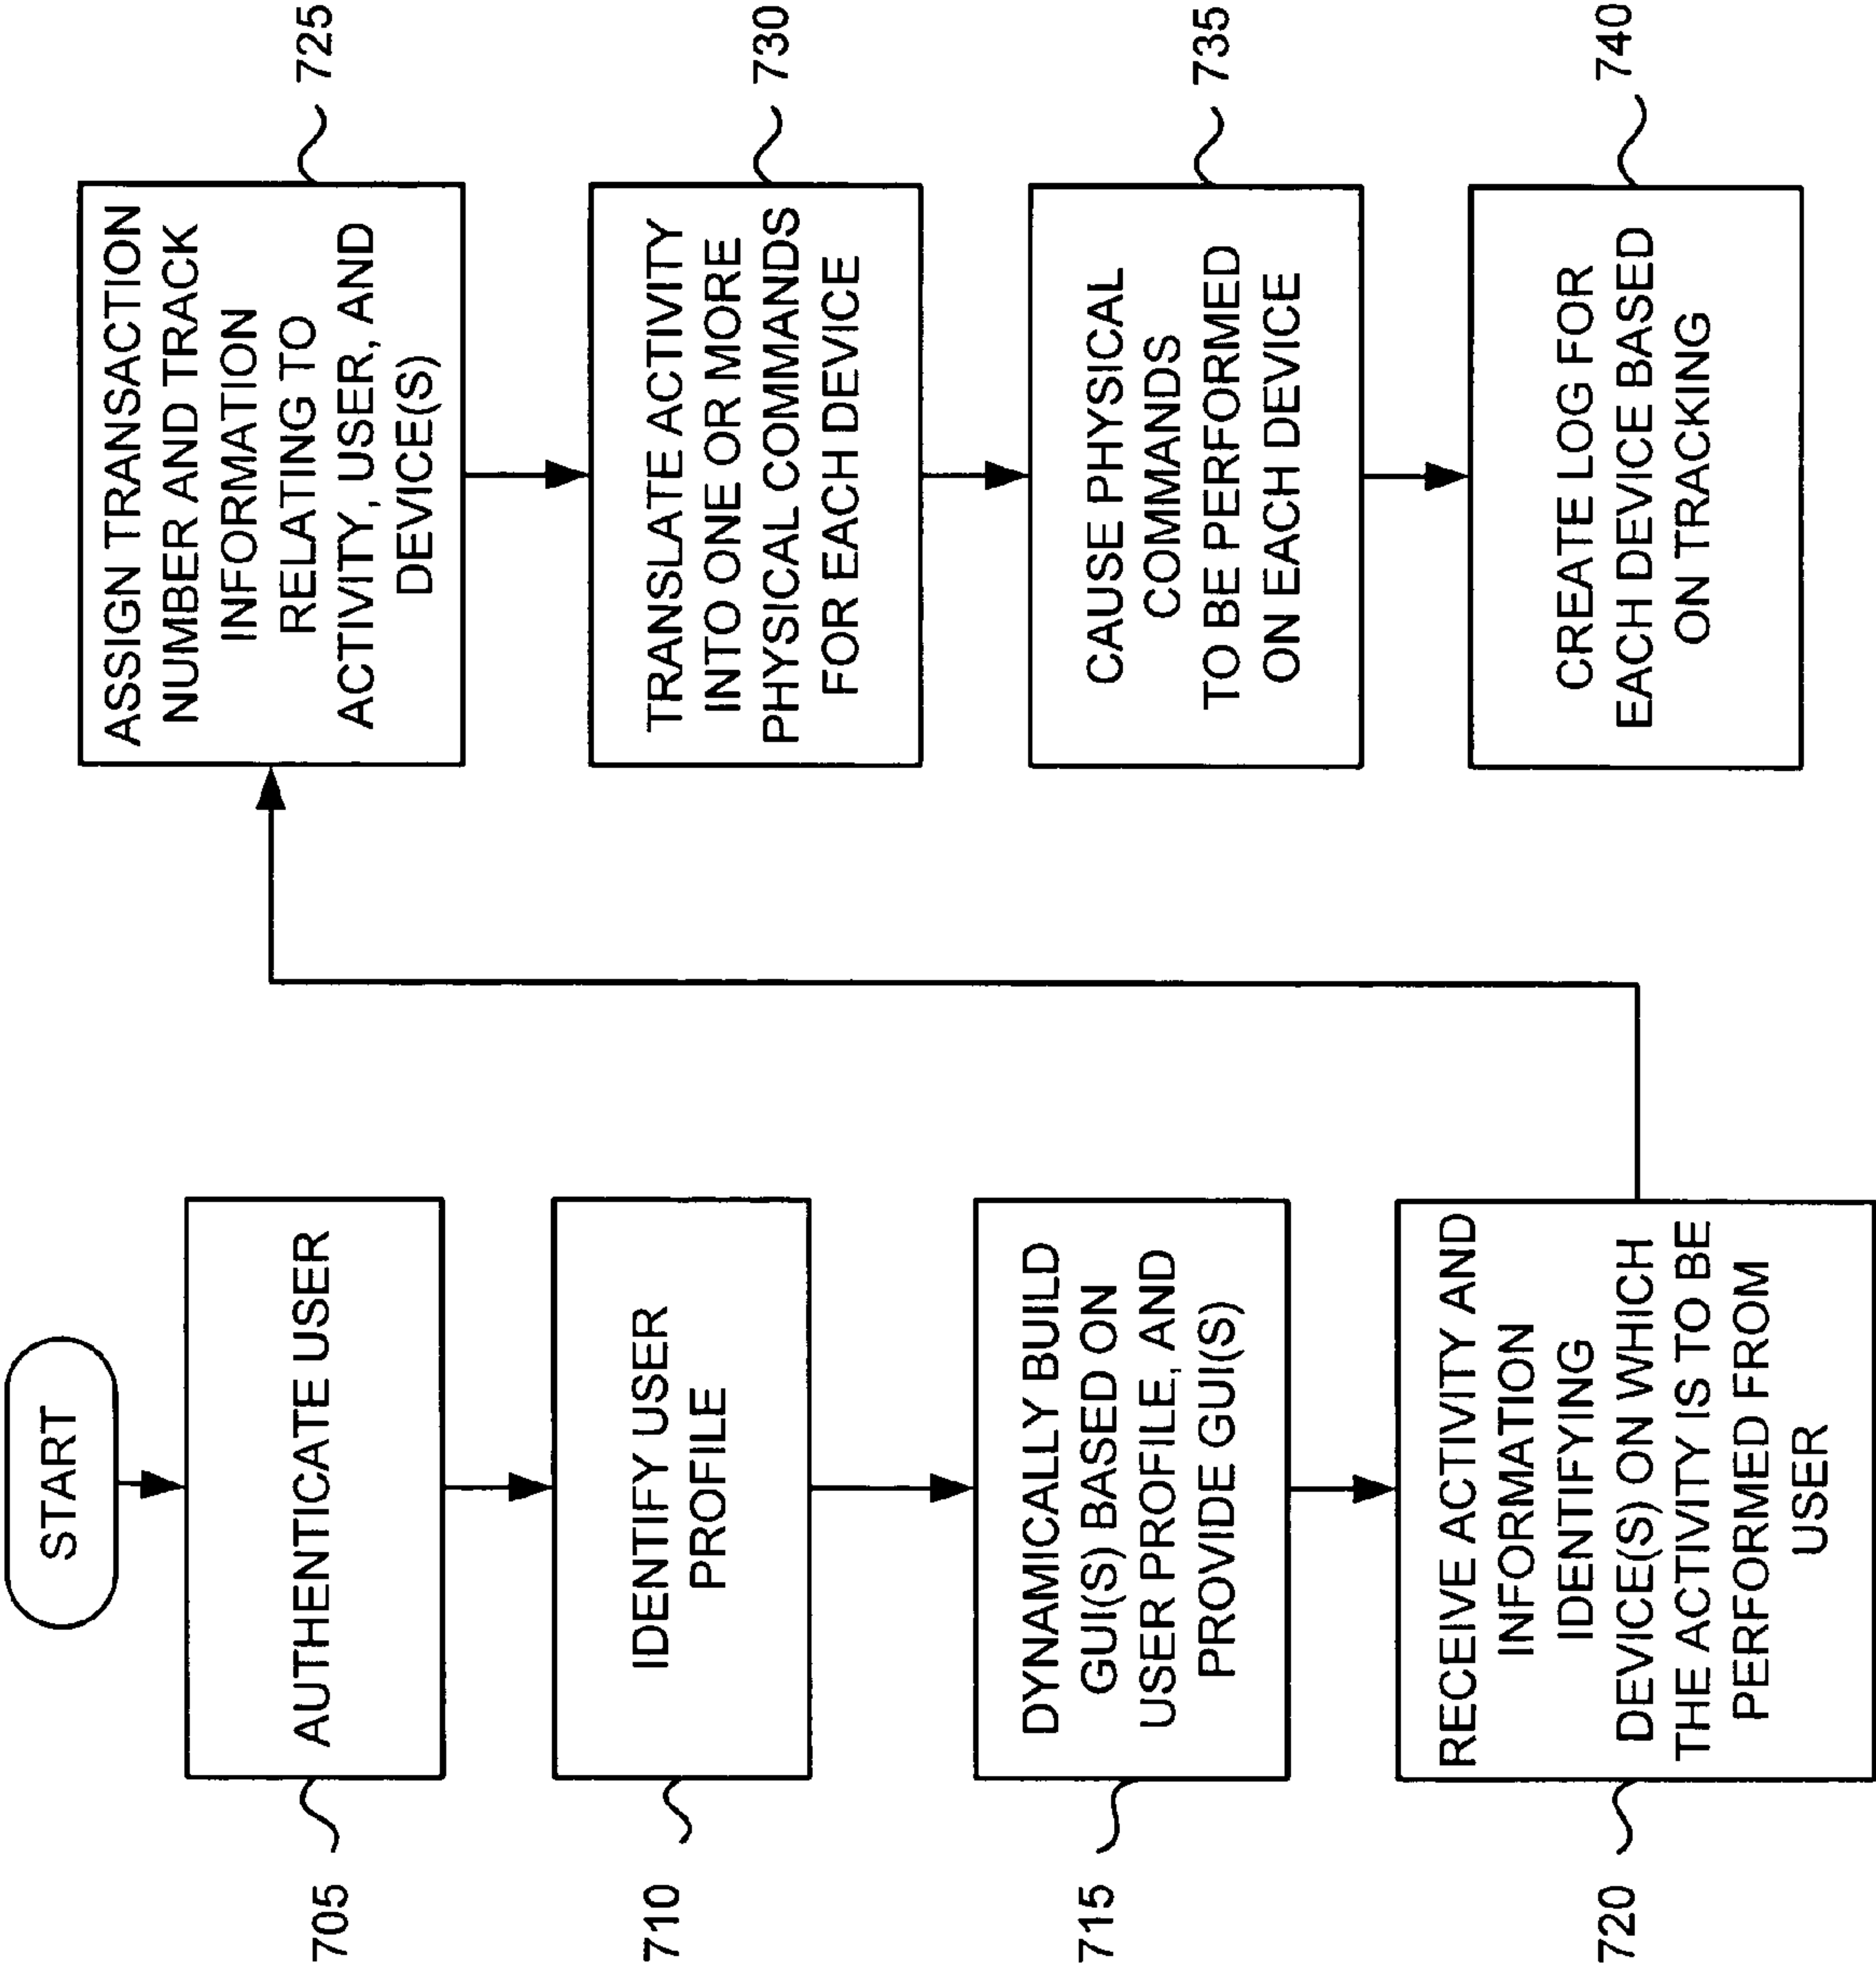 START
705
AUTHENTICATE USER
710
IDENTIFY USER
PROFILE
715
DYNAMICALLY BUILD
GUI(S) BASED ON
USER PROFILE, AND
PROVIDE GUI(S)
720
RECEIVE ACTIVITY AND
INFORMATION
IDENTIFYING
DEVICE(S) ON WHICH
THE ACTIVITY IS TO BE
PERFORMED FROM
USER
ASSIGN TRANSACTION
NUMBER AND TRACK
INFORMATION
RELATING TO
ACTIVITY, USER, AND
DEVICE(S)
725
TRANSLATE ACTIVITY
INTO ONE OR MORE
PHYSICAL COMMANDS
FOR EACH DEVICE
730
CAUSE PHYSICAL
COMMANDS
TO BE PERFORMED
ON EACH DEVICE
735
CREATE LOG FOR
EACH DEVICE BASED
ON TRACKING
740